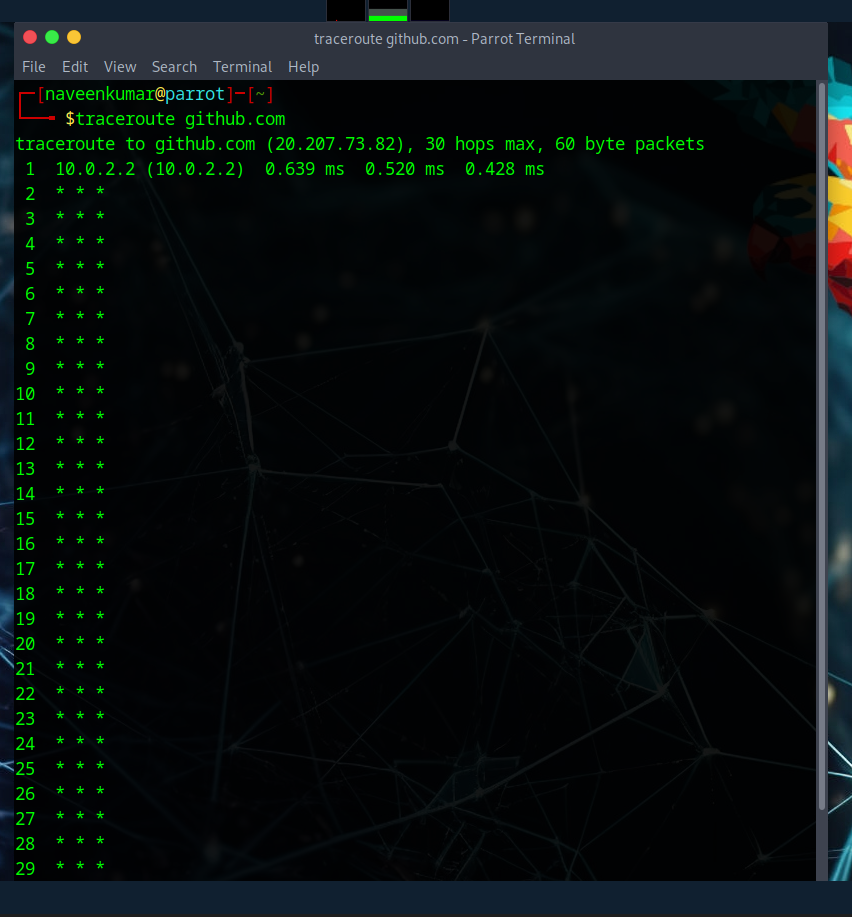 traceroute github.com - Parrot Terminal
File Edit View Search Terminal Help
┌─[naveenkumar@parrot]─[~]
└──╼ $traceroute github.com
traceroute to github.com (20.207.73.82), 30 hops max, 60 byte packets
 1  10.0.2.2 (10.0.2.2)  0.639 ms  0.520 ms  0.428 ms
 2  * * *
 3  * * *
 4  * * *
 5  * * *
 6  * * *
 7  * * *
 8  * * *
 9  * * *
10  * * *
11  * * *
12  * * *
13  * * *
14  * * *
15  * * *
16  * * *
17  * * *
18  * * *
19  * * *
20  * * *
21  * * *
22  * * *
23  * * *
24  * * *
25  * * *
26  * * *
27  * * *
28  * * *
29  * * *